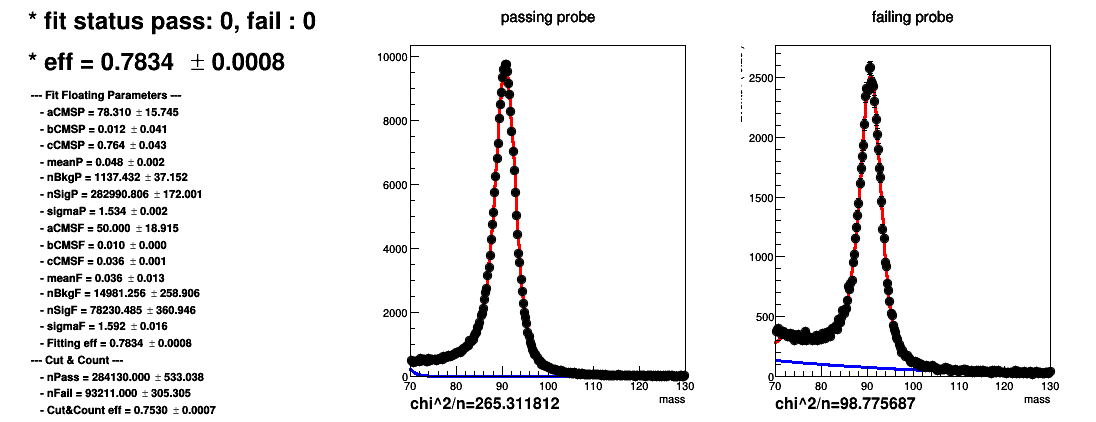 * fit status pass: 0, fail : 0
* eff = 0.7834 ± 0.0008
--- Fit Floating Parameters ---
- aCMSP = 78.310 ± 15.745
- bCMSP = 0.012 ± 0.041
- cCMSP = 0.764 ± 0.043
- meanP = 0.048 ± 0.002
- nBkgP = 1137.432 ± 37.152
- nSigP = 282990.806 ± 172.001
- sigmaP = 1.534 ± 0.002
- aCMSF = 50.000 ± 18.915
- bCMSF = 0.010 ± 0.000
- cCMSF = 0.036 ± 0.001
- meanF = 0.036 ± 0.013
- nBkgF = 14981.256 ± 258.906
- nSigF = 78230.485 ± 360.946
- sigmaF = 1.592 ± 0.016
- Fitting eff = 0.7834 ± 0.0008
--- Cut & Count ---
- nPass = 284130.000 ± 533.038
- nFail = 93211.000 ± 305.305
- Cut&Count eff = 0.7530 ± 0.0007
passing probe
10000
8000
6000
4000
2000
0
70 80 90 100 110 120 130
mass
chi^2/n=265.311812
failing probe
2500
2000
1500
1000
500
0
70 80 90 100 110 120 130
mass
chi^2/n=98.775687